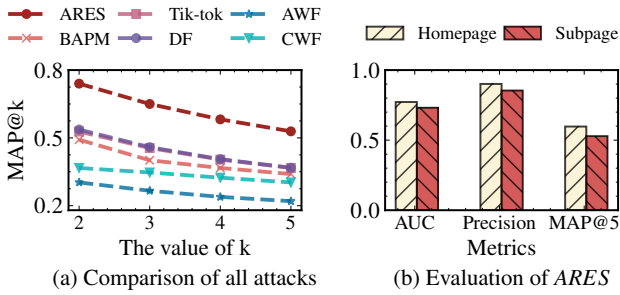 ARES Tik-tok AWF
BAPM DF CWF
0.8
0.5
0.2
MAP@k
2 3 4 5
The value of k
(a) Comparison of all attacks
Homepage Subpage
1.0
0.5
0.0
AUC Precision MAP@5
Metrics
(b) Evaluation of ARES